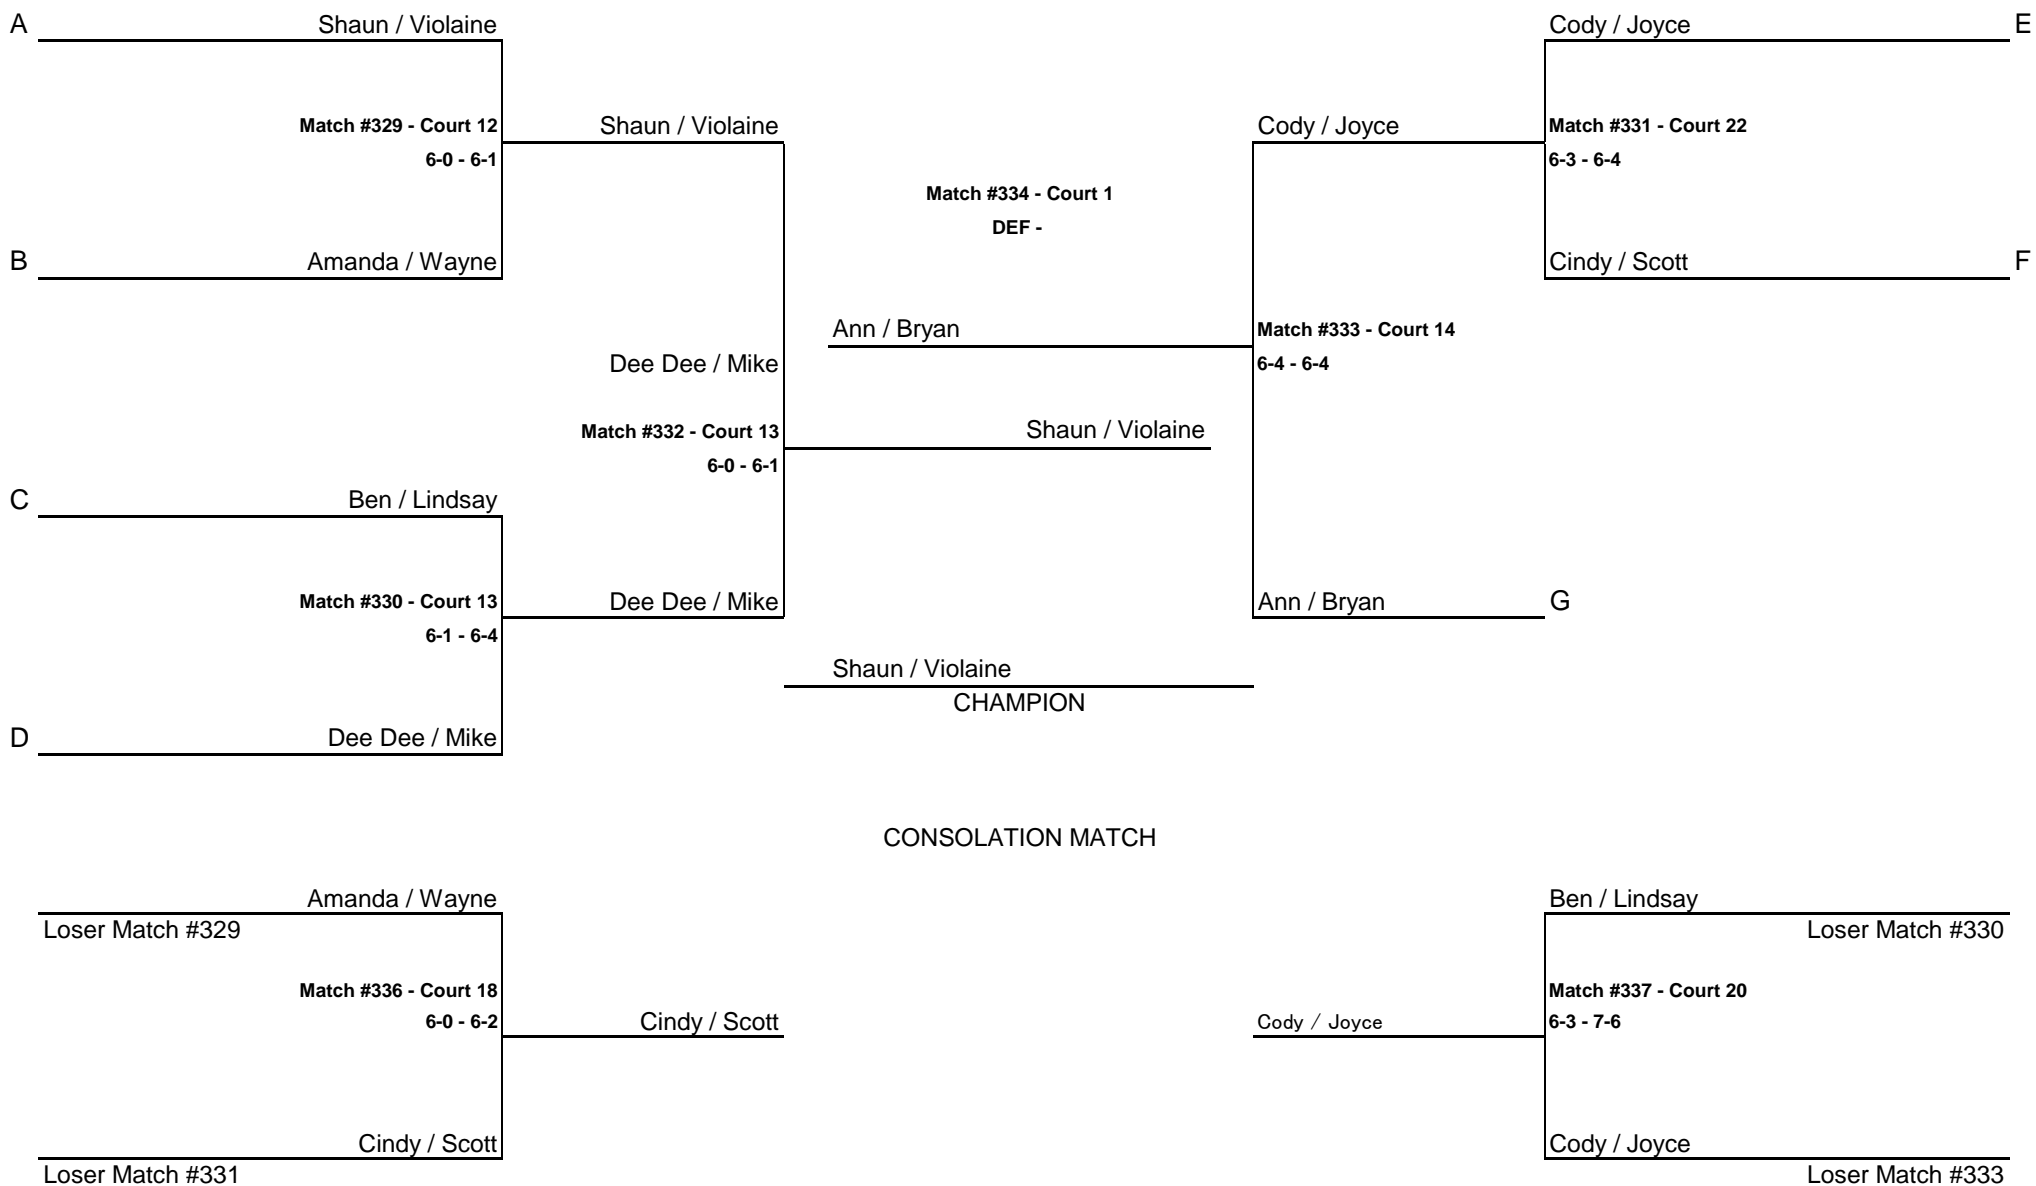 A
Shaun / Violaine
Cody / Joyce
E
Match #329 - Court 12
6-0 - 6-1
Shaun / Violaine
Cody / Joyce
Match #331 - Court 22
6-3 - 6-4
Match #334 - Court 1
DEF -
B
Amanda / Wayne
Cindy / Scott
F
Ann / Bryan
Match #333 - Court 14
6-4 - 6-4
Dee Dee / Mike
Match #332 - Court 13
6-0 - 6-1
Shaun / Violaine
C
Ben / Lindsay
Match #330 - Court 13
6-1 - 6-4
Dee Dee / Mike
Ann / Bryan
G
Shaun / Violaine
CHAMPION
D
Dee Dee / Mike
CONSOLATION MATCH
Amanda / Wayne
Loser Match #329
Ben / Lindsay
Loser Match #330
Match #336 - Court 18
6-0 - 6-2
Cindy / Scott
Cody / Joyce
Match #337 - Court 20
6-3 - 7-6
Cindy / Scott
Loser Match #331
Cody / Joyce
Loser Match #333